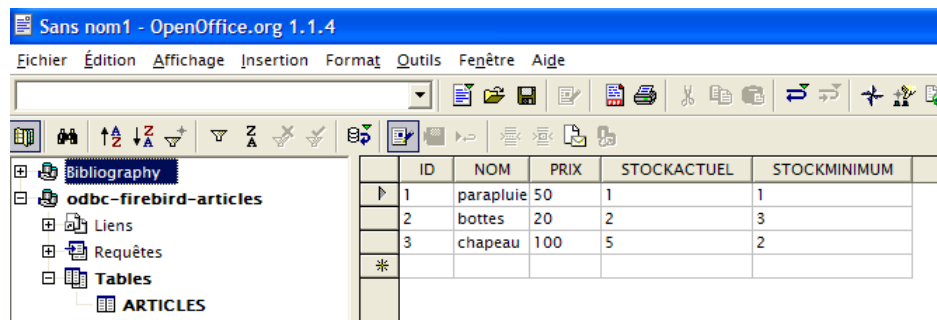 Sans nom1 - OpenOffice.org 1.1.4
Fichier Édition Affichage Insertion Format Outils Fenêtre Aide
Bibliography
odbc-firebird-articles
Liens
Requêtes
Tables
ARTICLES
ID NOM PRIX STOCKACTUEL STOCKMINIMUM
1 parapluie 50 1 1
2 bottes 20 2 3
3 chapeau 100 5 2